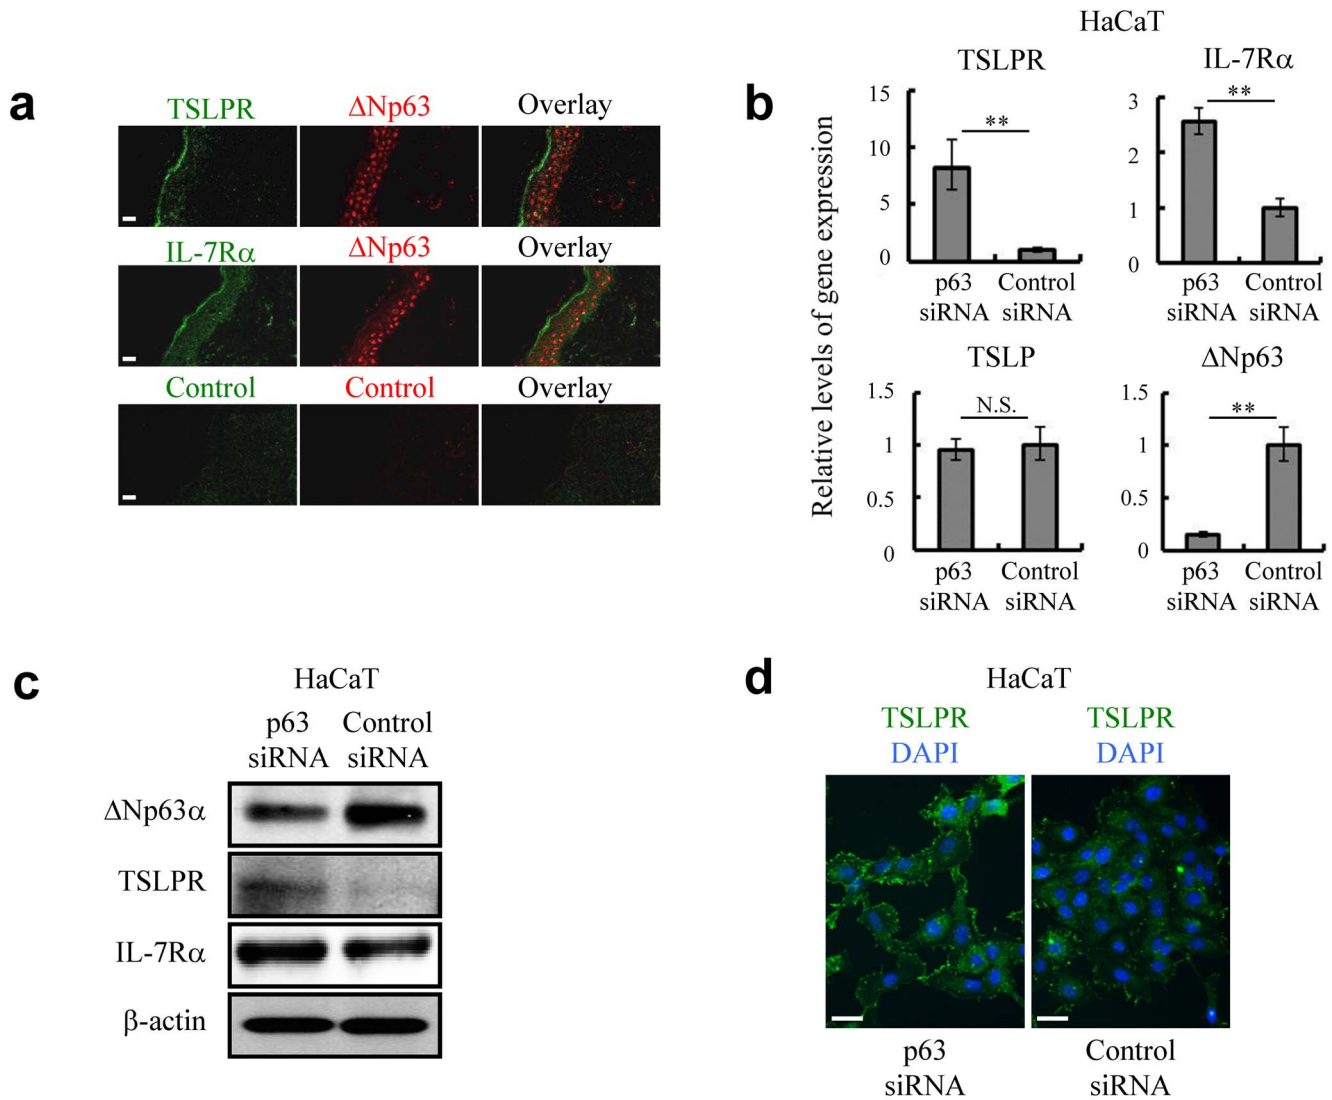 a
TSLPR ΔNp63 Overlay
IL-7Rα ΔNp63 Overlay
Control Control Overlay
b
HaCaT
Relative levels of gene expression
TSLPR
15
10
5
0
**
p63 Control
siRNA siRNA
IL-7Rα
3
2
1
0
**
p63 Control
siRNA siRNA
TSLP
1.5
1
0.5
0
N.S.
p63 Control
siRNA siRNA
ΔNp63
1.5
1
0.5
0
**
p63 Control
siRNA siRNA
c
HaCaT
p63 Control
siRNA siRNA
ΔNp63α
TSLPR
IL-7Rα
β-actin
d
HaCaT
TSLPR TSLPR
DAPI DAPI
p63 Control
siRNA siRNA